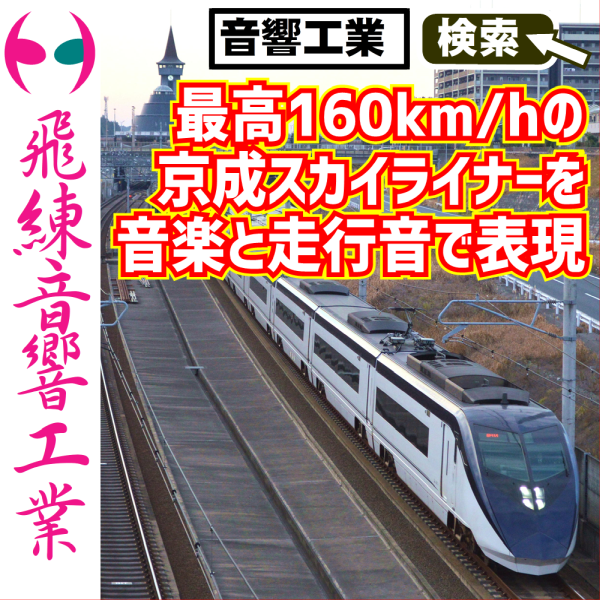 音響工業
検索
最高160km/hの
京成スカイライナーを
音楽と走行音で表現
飛練音響工業